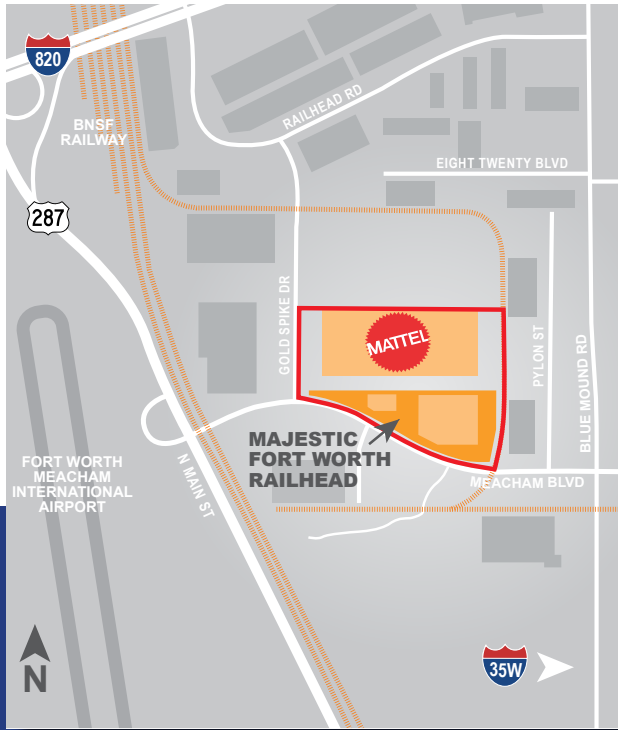 820
BNSF
RAILWAY
RAILHEAD RD
EIGHT TWENTY BLVD
287
GOLD SPIKE DR
MATTEL
PYLON ST
BLUE MOUND RD
MAJESTIC
FORT WORTH
RAILHEAD
N MAIN ST
FORT WORTH
MEACHAM
INTERNATIONAL
AIRPORT
MEACHAM BLVD
N
35W